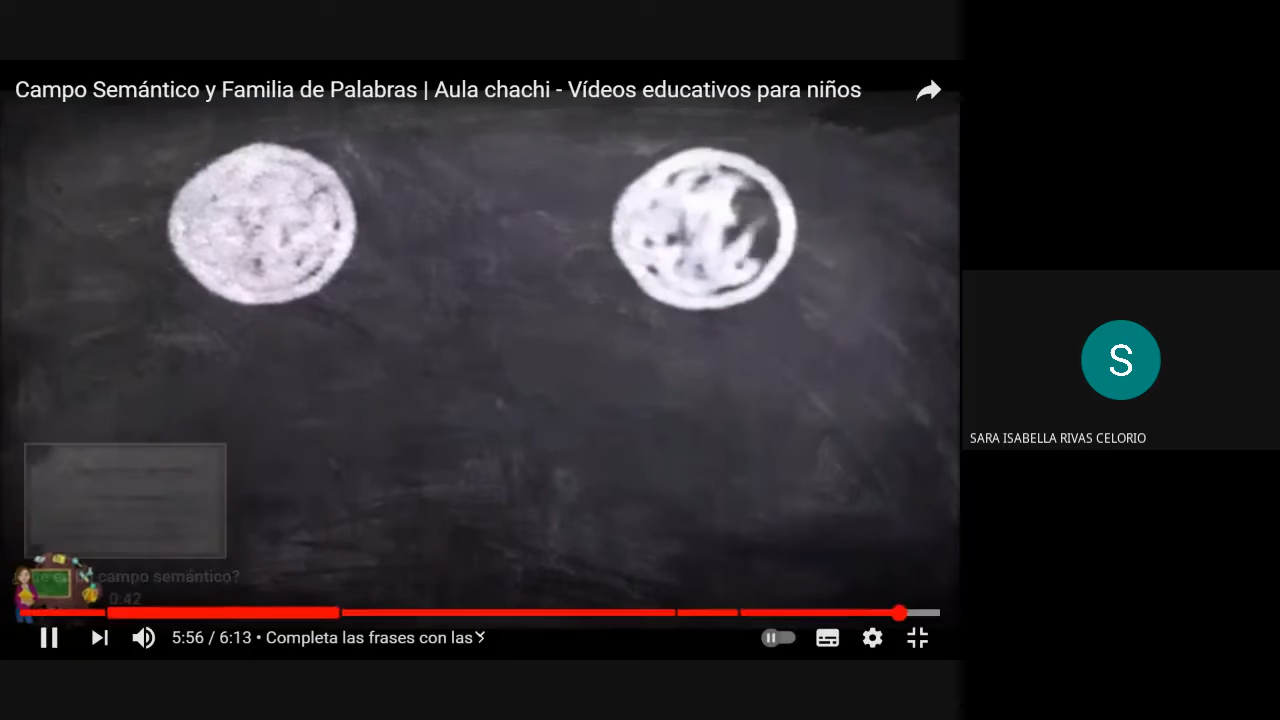 Campo Semántico y Familia de Palabras | Aula chachi - Vídeos educativos para niños
S
SARA ISABELLA RIVAS CELORIO
campo semántico?
0:42
5:56 / 6:13 • Completa las frases con las